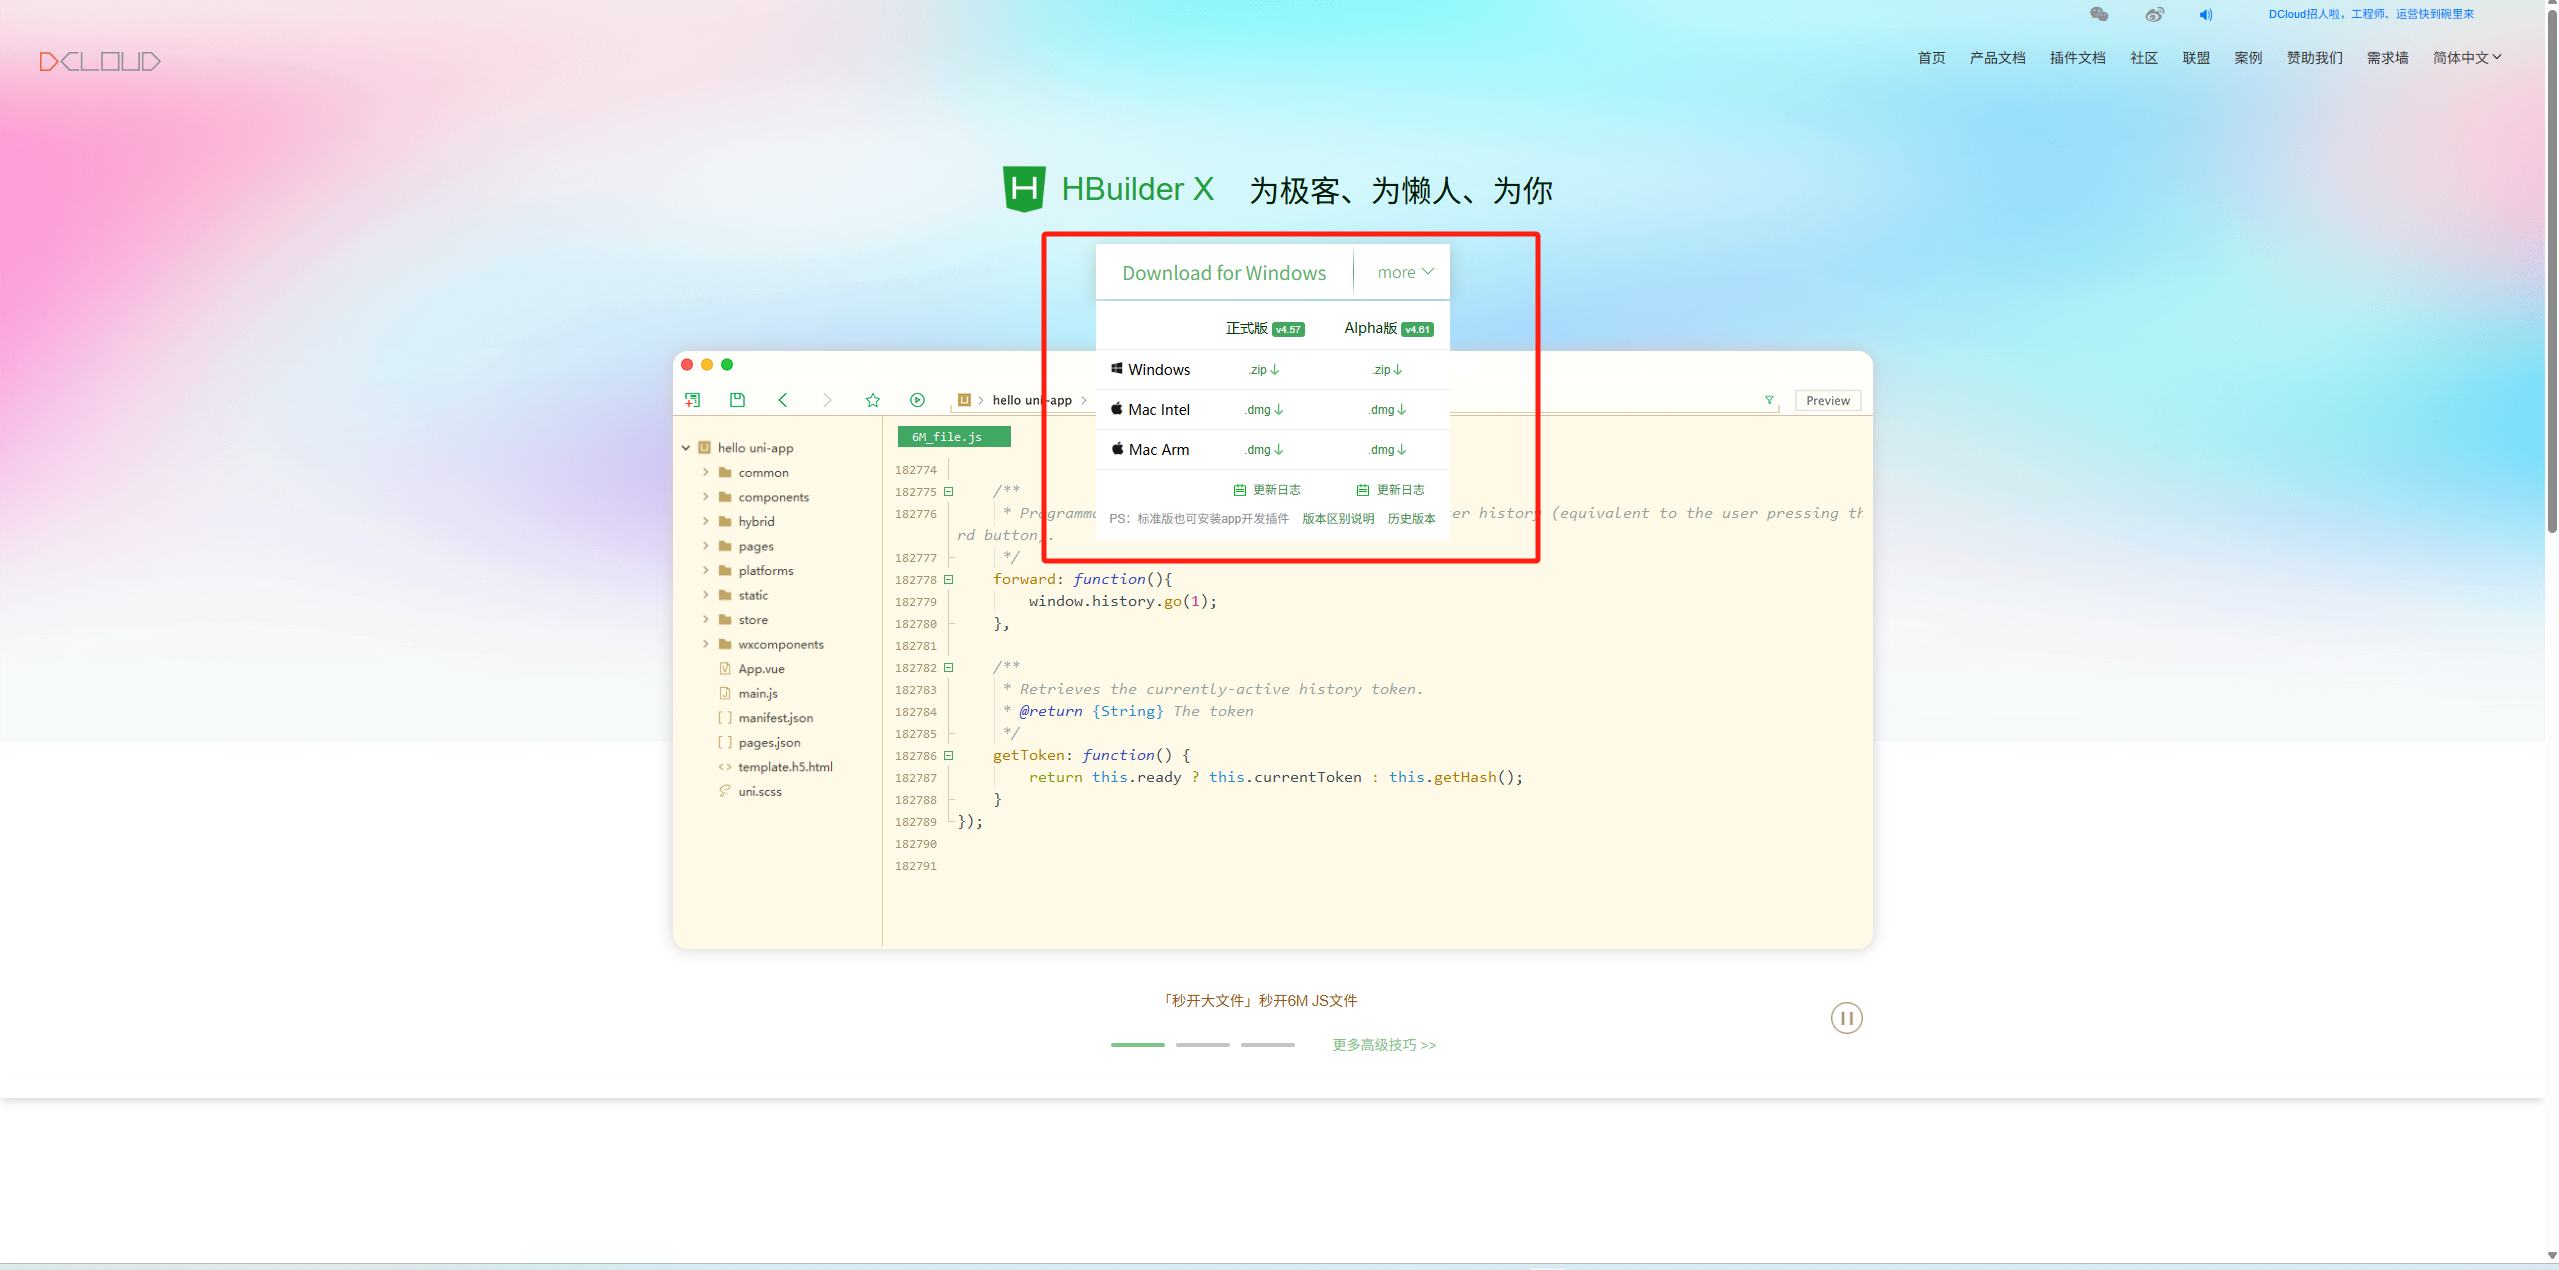 DCloud招人啦，工程师、运营快到碗里来
DCLOUD
首页 产品文档 插件文档 社区 联盟 案例 赞助我们 需求墙 简体中文
H HBuilder X 为极客、为懒人、为你
Download for Windows more
正式版 v4.57 Alpha版 v4.61
Windows .zip .zip
Mac Intel .dmg .dmg
Mac Arm .dmg .dmg
更新日志 更新日志
PS：标准版也可安装app开发插件 版本区别说明 历史版本
U hello uni-app Preview
U hello uni-app
common
components
hybrid
pages
platforms
static
store
wxcomponents
App.vue
main.js
manifest.json
pages.json
template.h5.html
uni.scss
6M_file.js
182774
182775 /**
182776 * Programm er history (equivalent to the user pressing th
rd button).
182777 */
182778 forward: function(){
182779 window.history.go(1);
182780 },
182781
182782 /**
182783 * Retrieves the currently-active history token.
182784 * @return {String} The token
182785 */
182786 getToken: function() {
182787 return this.ready ? this.currentToken : this.getHash();
182788 }
182789 });
182790
182791
「秒开大文件」秒开6M JS文件
更多高级技巧 >>